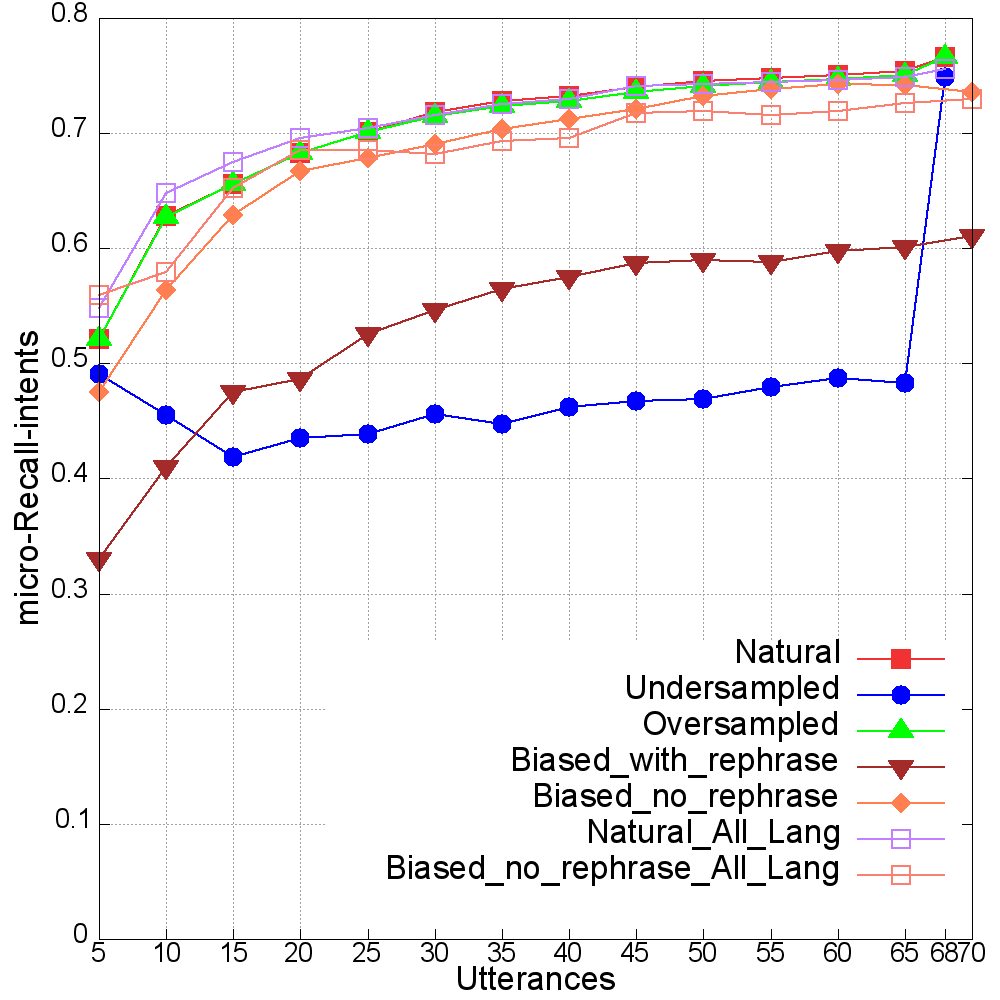 0.8
0.7
0.6
0.5
0.4
0.3
0.2
0.1
0
micro-Recall-intents
Natural
Undersampled
Oversampled
Biased_with_rephrase
Biased_no_rephrase
Natural_All_Lang
Biased_no_rephrase_All_Lang
5 10 15 20 25 30 35 40 45 50 55 60 65 68 70
Utterances